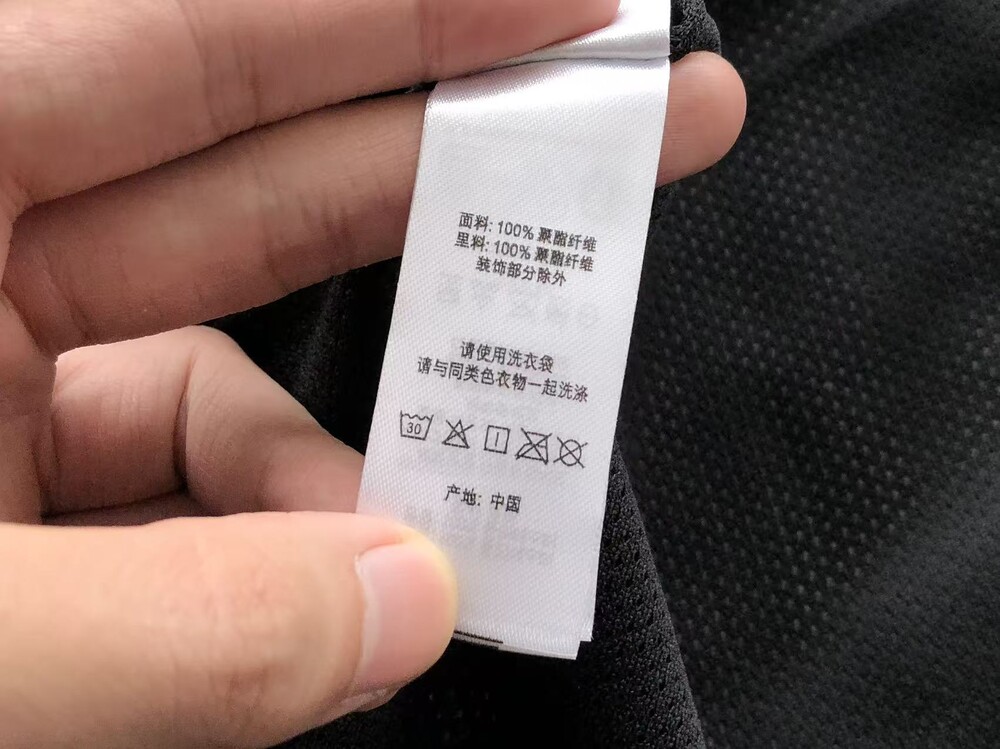 面料: 100% 聚酯纤维
里料: 100% 聚酯纤维
装饰部分除外
请使用洗衣袋
请与同类色衣物一起洗涤
30
产地: 中国